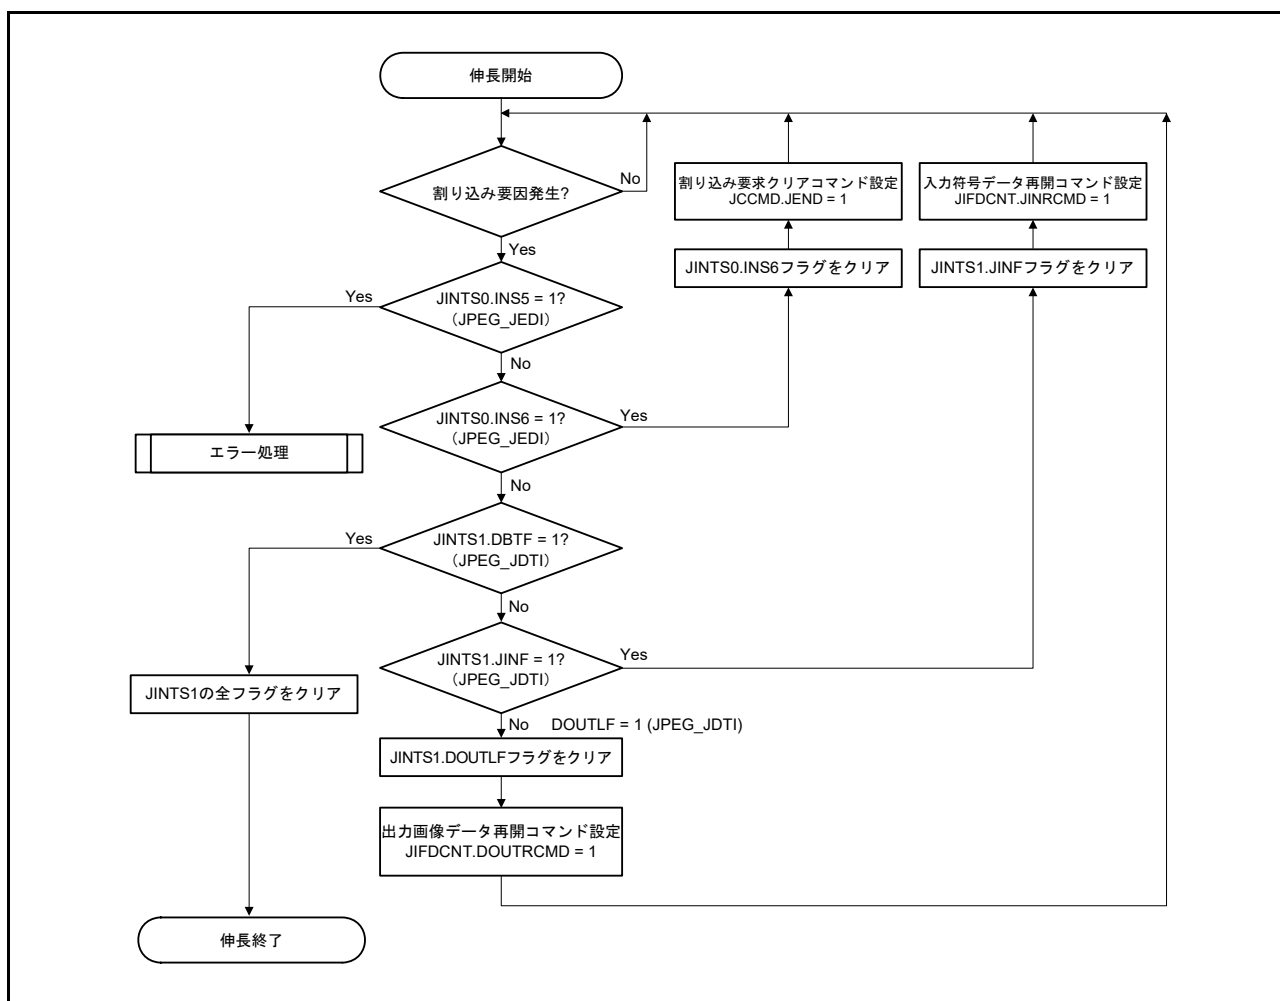 伸長開始
割り込み要因発生?
No
割り込み要求クリアコマンド設定
JCCMD.JEND = 1
入力符号データ再開コマンド設定
JIFDCNT.JINRCMD = 1
Yes
JINTS0.INS6フラグをクリア
JINTS1.JINFフラグをクリア
Yes
JINTS0.INS5 = 1?
（JPEG_JEDI）
No
JINTS0.INS6 = 1?
（JPEG_JEDI）
Yes
エラー処理
No
Yes
JINTS1.DBTF = 1?
（JPEG_JDTI）
No
JINTS1.JINF = 1?
（JPEG_JDTI）
Yes
JINTS1の全フラグをクリア
No
DOUTLF = 1 (JPEG_JDTI)
JINTS1.DOUTLFフラグをクリア
出力画像データ再開コマンド設定
JIFDCNT.DOUTRCMD = 1
伸長終了